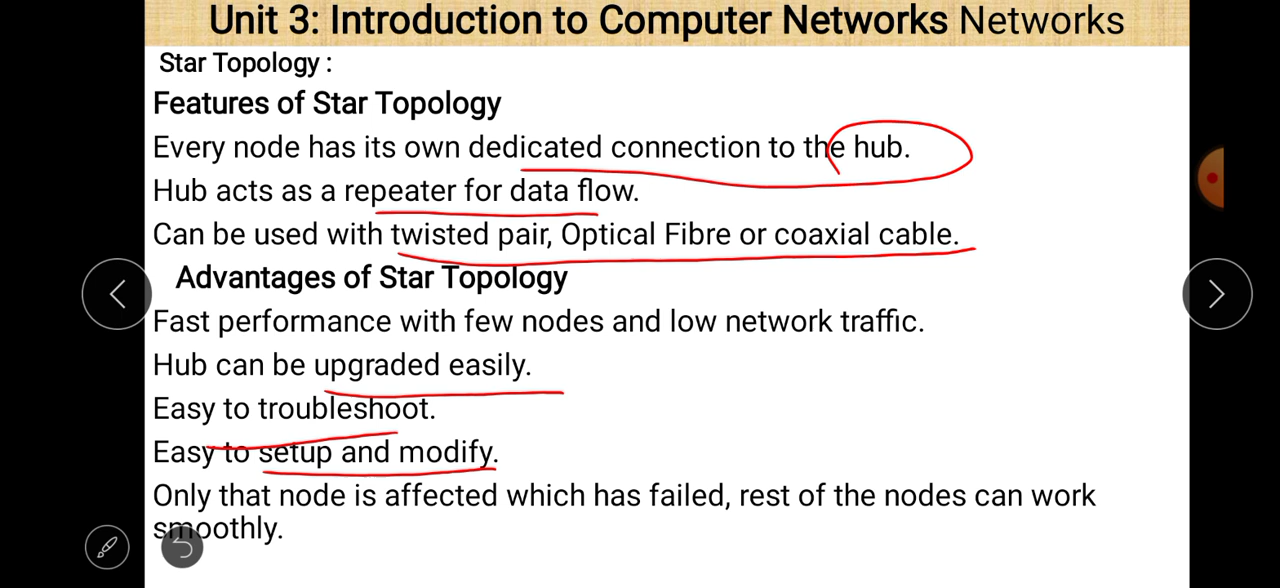 Unit 3: Introduction to Computer Networks Networks
Star Topology :
Features of Star Topology
Every node has its own dedicated connection to the hub.
Hub acts as a repeater for data flow.
Can be used with twisted pair, Optical Fibre or coaxial cable.
Advantages of Star Topology
Fast performance with few nodes and low network traffic.
Hub can be upgraded easily.
Easy to troubleshoot.
Easy to setup and modify.
Only that node is affected which has failed, rest of the nodes can work
smoothly.